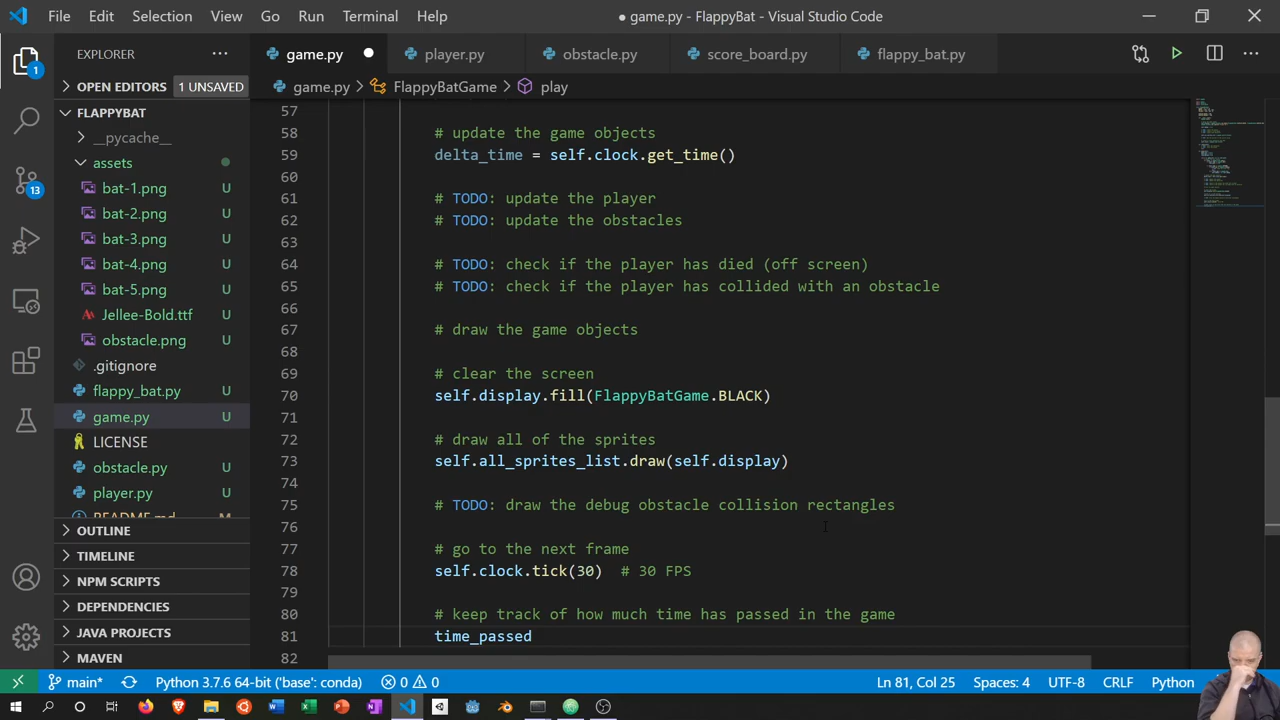 File Edit Selection View Go Run Terminal Help ● game.py - FlappyBat - Visual Studio Code
EXPLORER ··· game.py ● player.py obstacle.py score_board.py flappy_bat.py ···
OPEN EDITORS 1 UNSAVED game.py > FlappyBatGame > play
FLAPPYBAT
__pycache__
assets
bat-1.png U
bat-2.png U
bat-3.png U
bat-4.png U
bat-5.png U
Jellee-Bold.ttf U
obstacle.png U
.gitignore
flappy_bat.py U
game.py U
LICENSE
obstacle.py U
player.py U
README.md M
OUTLINE
TIMELINE
NPM SCRIPTS
DEPENDENCIES
JAVA PROJECTS
MAVEN
1
13
57
58 # update the game objects
59 delta_time = self.clock.get_time()
60
61 # TODO: update the player
62 # TODO: update the obstacles
63
64 # TODO: check if the player has died (off screen)
65 # TODO: check if the player has collided with an obstacle
66
67 # draw the game objects
68
69 # clear the screen
70 self.display.fill(FlappyBatGame.BLACK)
71
72 # draw all of the sprites
73 self.all_sprites_list.draw(self.display)
74
75 # TODO: draw the debug obstacle collision rectangles
76
77 # go to the next frame
78 self.clock.tick(30) # 30 FPS
79
80 # keep track of how much time has passed in the game
81 time_passed
82
main* Python 3.7.6 64-bit ('base': conda) 0 0 Ln 81, Col 25 Spaces: 4 UTF-8 CRLF Python